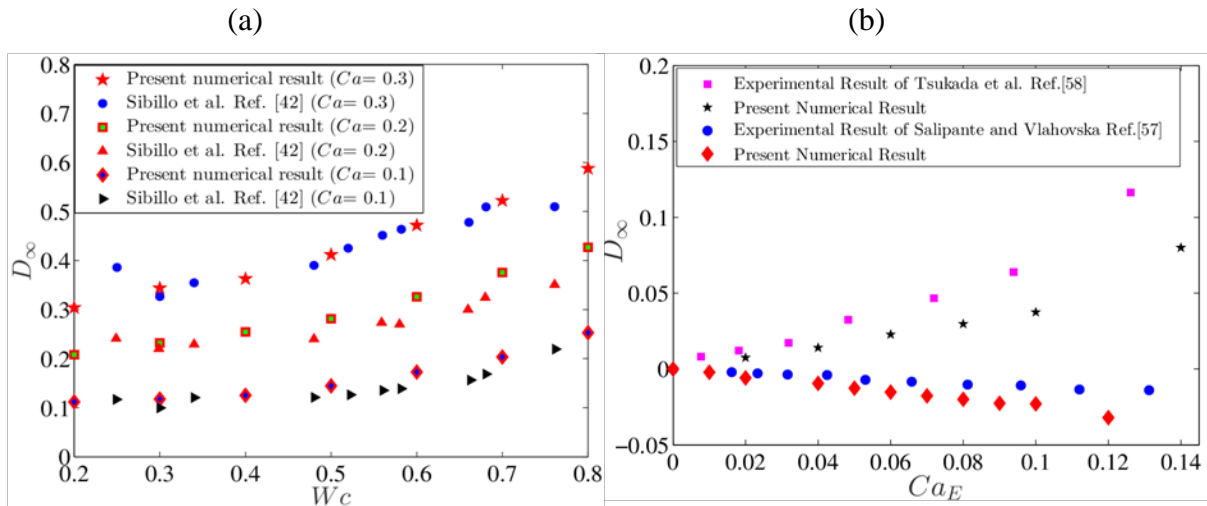 (a)
0.8
0.7
0.6
0.5
0.4
0.3
0.2
0.1
0
D∞
Present numerical result (Ca= 0.3)
Sibillo et al. Ref. [42] (Ca= 0.3)
Present numerical result (Ca= 0.2)
Sibillo et al. Ref. [42] (Ca= 0.2)
Present numerical result (Ca= 0.1)
Sibillo et al. Ref. [42] (Ca= 0.1)
0.2 0.3 0.4 0.5 0.6 0.7 0.8
Wc
(b)
0.2
0.15
0.1
0.05
0
−0.05
D∞
Experimental Result of Tsukada et al. Ref.[58]
Present Numerical Result
Experimental Result of Salipante and Vlahovska Ref.[57]
Present Numerical Result
0 0.02 0.04 0.06 0.08 0.1 0.12 0.14
CaE